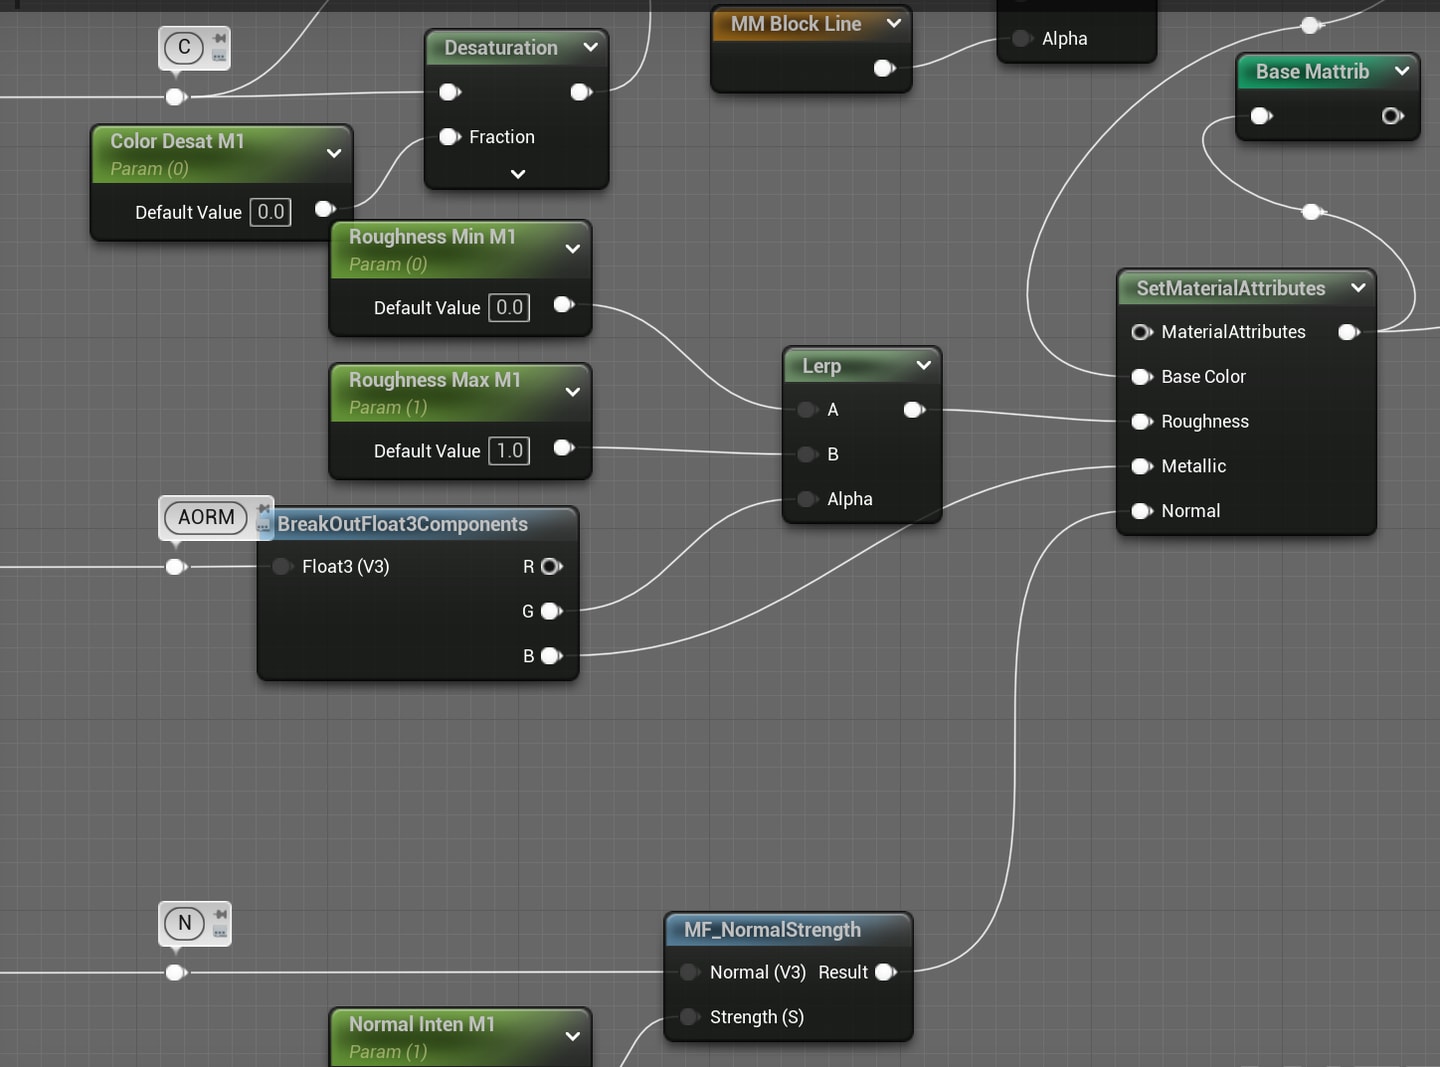 C
Desaturation
Fraction
MM Block Line
Alpha
Base Mattrib
Color Desat M1
Param (0)
Default Value 0.0
Roughness Min M1
Param (0)
Default Value 0.0
Roughness Max M1
Param (1)
Default Value 1.0
Lerp
A
B
Alpha
SetMaterialAttributes
MaterialAttributes
Base Color
Roughness
Metallic
Normal
AORM
BreakOutFloat3Components
Float3 (V3) R
G
B
N
MF_NormalStrength
Normal (V3) Result
Strength (S)
Normal Inten M1
Param (1)